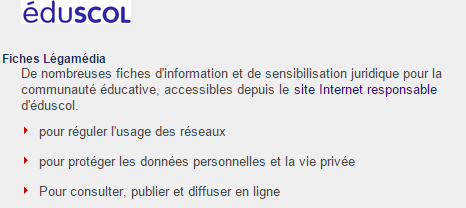 éduscol
Fiches Légamédia
De nombreuses fiches d'information et de sensibilisation juridique pour la
communauté éducative, accessibles depuis le site Internet responsable
d'éduscol.
pour réguler l'usage des réseaux
pour protéger les données personnelles et la vie privée
Pour consulter, publier et diffuser en ligne